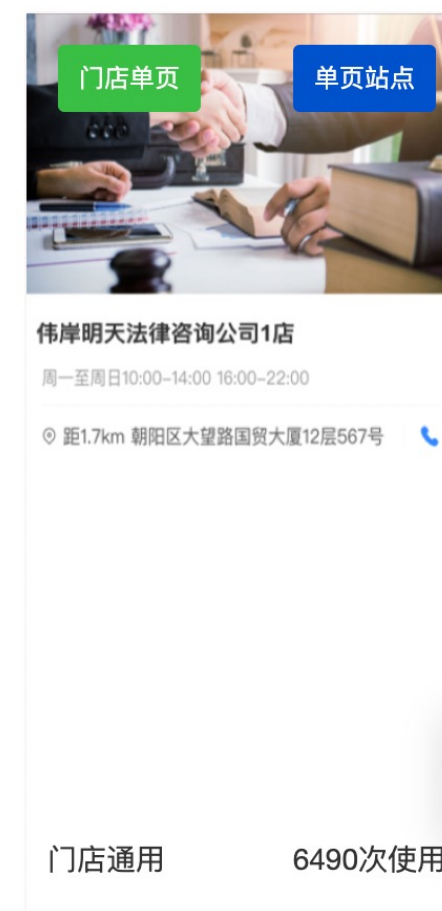 门店单页 单页站点
伟岸明天法律咨询公司1店
周一至周日10:00-14:00 16:00-22:00
距1.7km 朝阳区大望路国贸大厦12层567号
门店通用 6490次使用